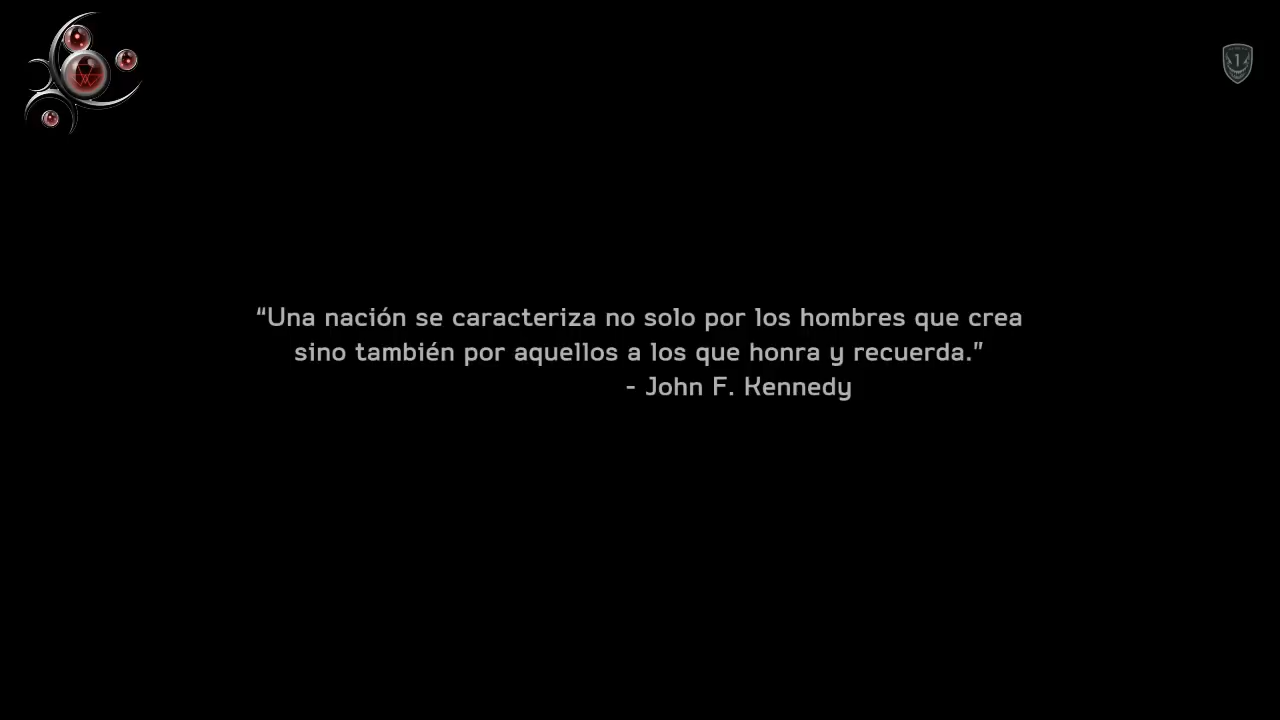 1
“Una nación se caracteriza no solo por los hombres que crea
sino también por aquellos a los que honra y recuerda.”
- John F. Kennedy